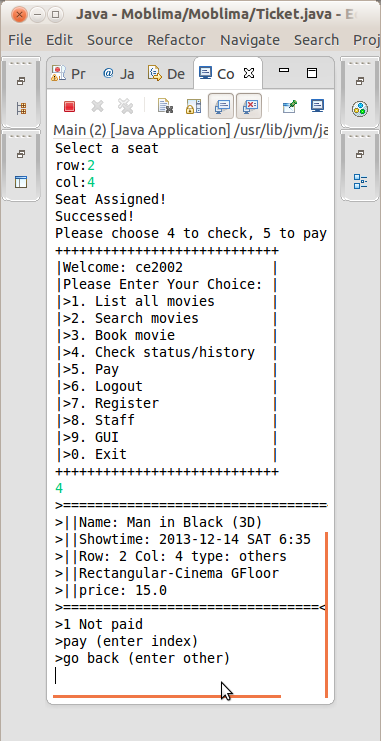 Java - Moblima/Moblima/Ticket.java - E
File Edit Source Refactor Navigate Search Proj
Pr @ Ja De Co
Main (2) [Java Application] /usr/lib/jvm/ja
Select a seat
row:2
col:4
Seat Assigned!
Successed!
Please choose 4 to check, 5 to pay
++++++++++++++++++++++++++++
|Welcome: ce2002           |
|Please Enter Your Choice: |
|>1. List all movies       |
|>2. Search movies         |
|>3. Book movie            |
|>4. Check status/history  |
|>5. Pay                   |
|>6. Logout                |
|>7. Register              |
|>8. Staff                 |
|>9. GUI                   |
|>0. Exit                  |
++++++++++++++++++++++++++++
4
>=================================
>||Name: Man in Black (3D)
>||Showtime: 2013-12-14 SAT 6:35
>||Row: 2 Col: 4 type: others
>||Rectangular-Cinema GFloor
>||price: 15.0
>================================<
>1 Not paid
>pay (enter index)
>go back (enter other)